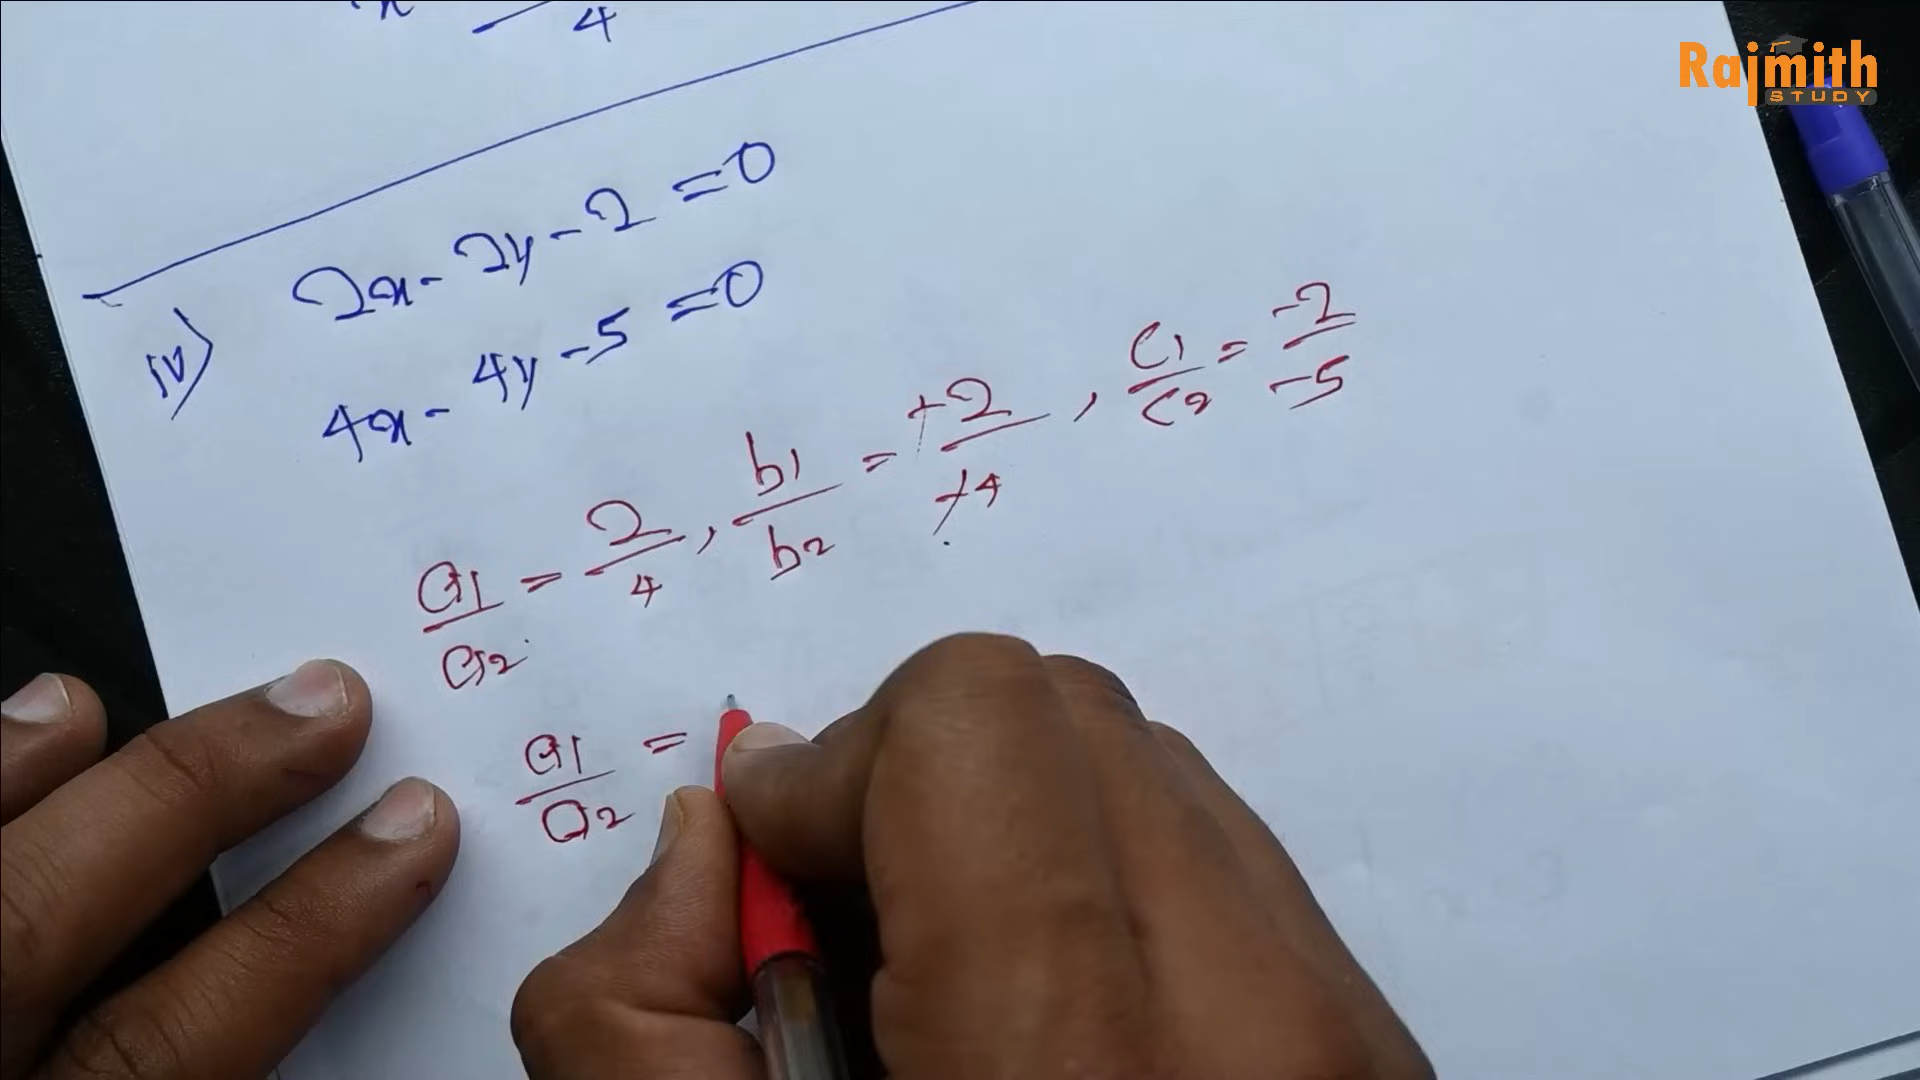 x 4
Rajmith
STUDY
iv) 2x - 2y - 2 = 0
4x - 4y - 5 = 0
a1/a2 = 2/4, b1/b2 = +2/+4, c1/c2 = -2/-5
a1/a2 =